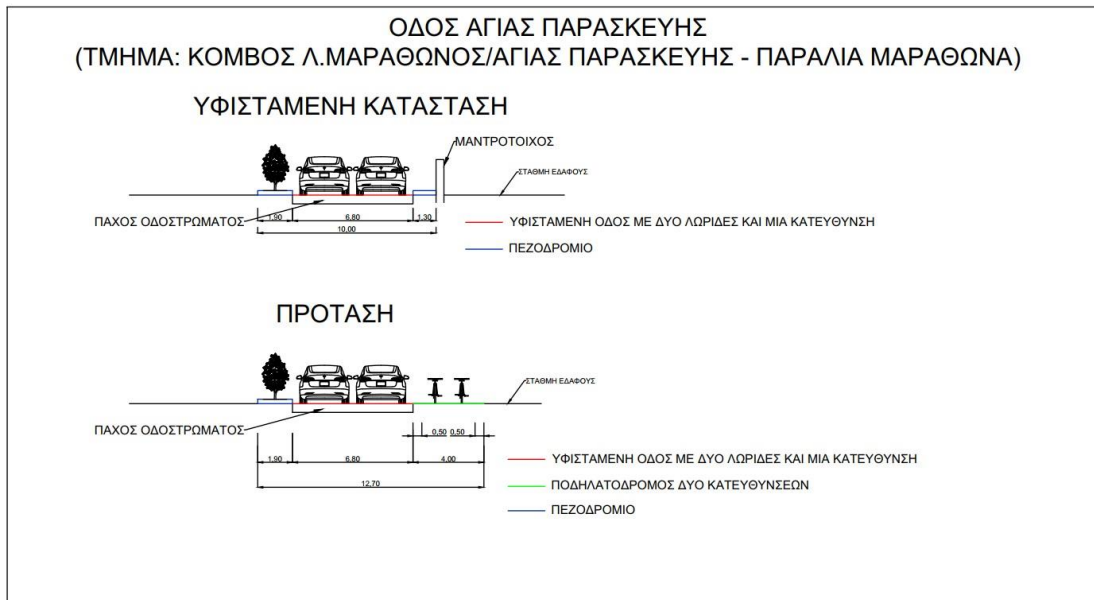 ΟΔΟΣ ΑΓΙΑΣ ΠΑΡΑΣΚΕΥΗΣ
(ΤΜΗΜΑ: ΚΟΜΒΟΣ Λ.ΜΑΡΑΘΩΝΟΣ/ΑΓΙΑΣ ΠΑΡΑΣΚΕΥΗΣ - ΠΑΡΑΛΙΑ ΜΑΡΑΘΩΝΑ)
ΥΦΙΣΤΑΜΕΝΗ ΚΑΤΑΣΤΑΣΗ
ΜΑΝΤΡΟΤΟΙΧΟΣ
ΣΤΑΘΜΗ ΕΔΑΦΟΥΣ
ΠΑΧΟΣ ΟΔΟΣΤΡΩΜΑΤΟΣ
1.90 6.80 1.30
10,00
ΥΦΙΣΤΑΜΕΝΗ ΟΔΟΣ ΜΕ ΔΥΟ ΛΩΡΙΔΕΣ ΚΑΙ ΜΙΑ ΚΑΤΕΥΘΥΝΣΗ
ΠΕΖΟΔΡΟΜΙΟ
ΠΡΟΤΑΣΗ
ΣΤΑΘΜΗ ΕΔΑΦΟΥΣ
ΠΑΧΟΣ ΟΔΟΣΤΡΩΜΑΤΟΣ
0,50 0,50
1.90 6.80 4.00
12,70
ΥΦΙΣΤΑΜΕΝΗ ΟΔΟΣ ΜΕ ΔΥΟ ΛΩΡΙΔΕΣ ΚΑΙ ΜΙΑ ΚΑΤΕΥΘΥΝΣΗ
ΠΟΔΗΛΑΤΟΔΡΟΜΟΣ ΔΥΟ ΚΑΤΕΥΘΥΝΣΕΩΝ
ΠΕΖΟΔΡΟΜΙΟ